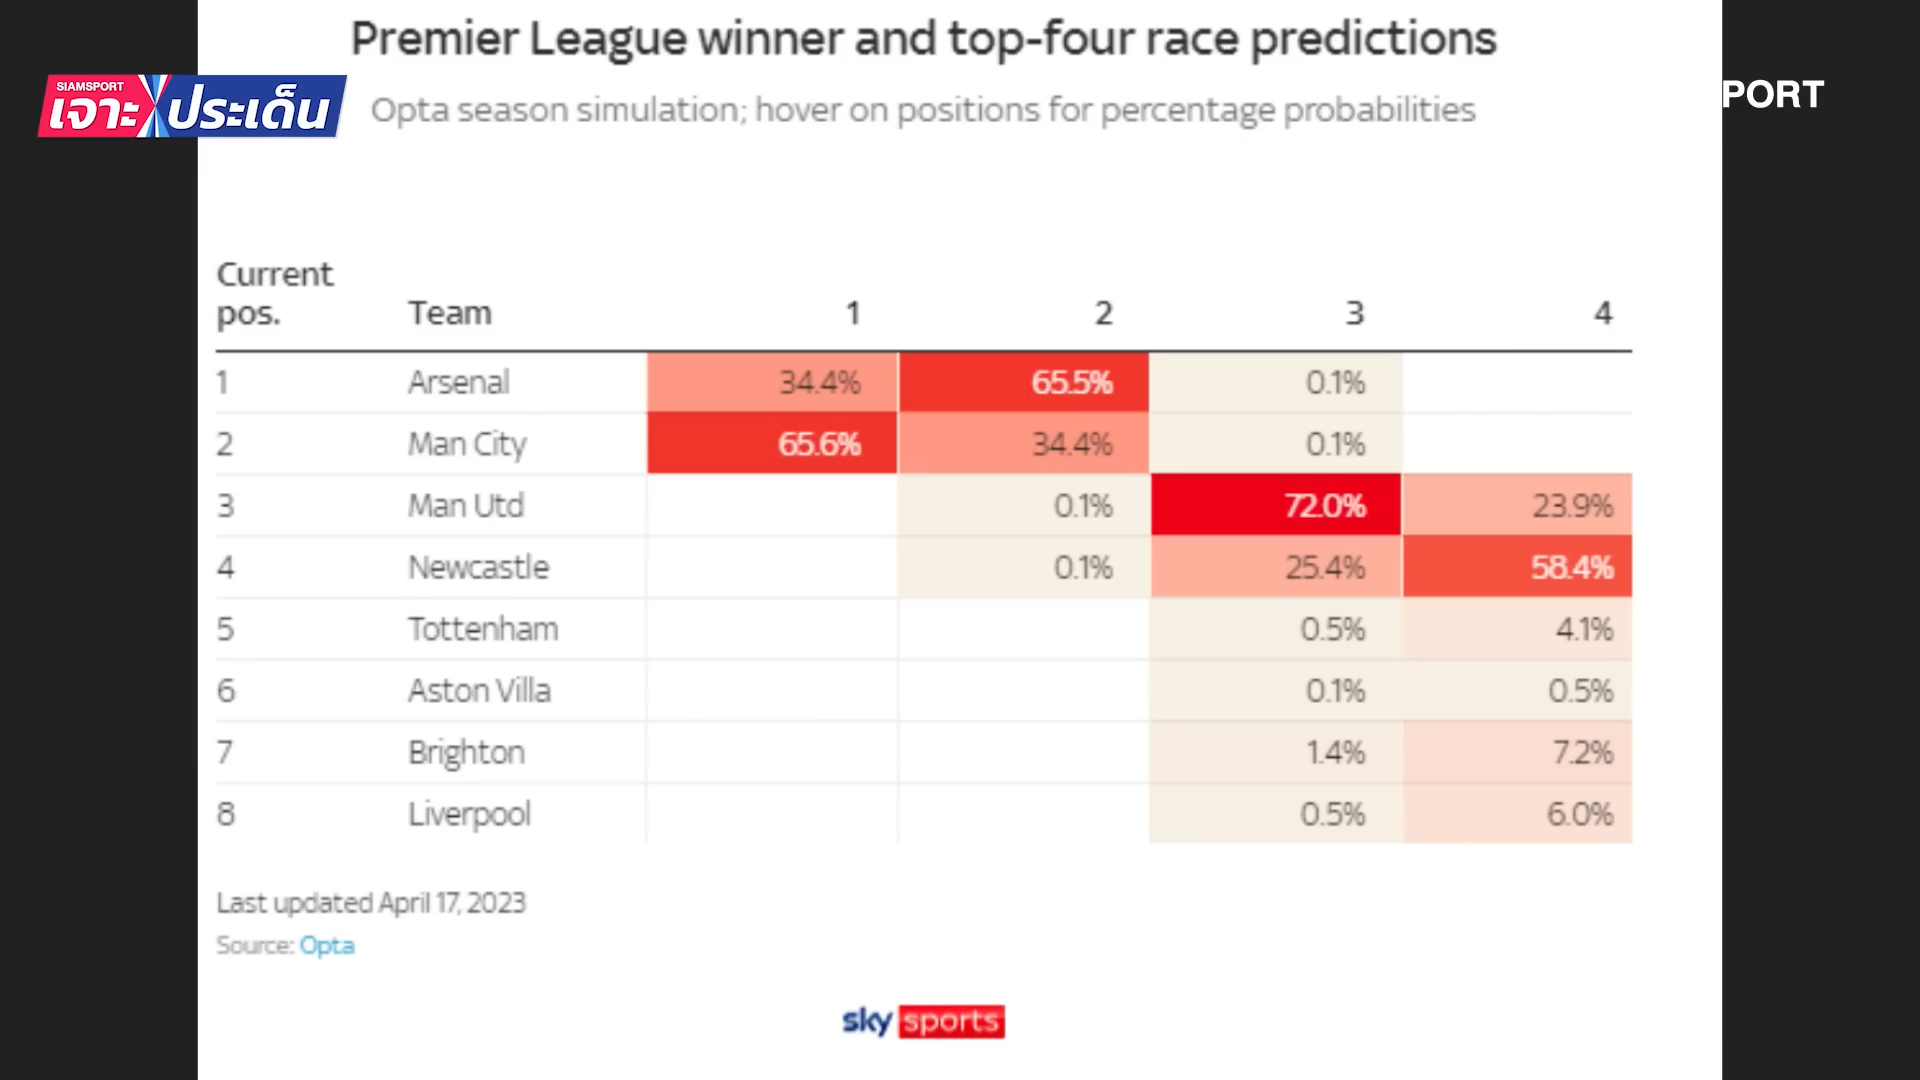 Premier League winner and top-four race predictions
SIAMSPORT
เจาะประเด็น
PORT
Opta season simulation; hover on positions for percentage probabilities
Current pos. Team 1 2 3 4
1 Arsenal 34.4% 65.5% 0.1%
2 Man City 65.6% 34.4% 0.1%
3 Man Utd 0.1% 72.0% 23.9%
4 Newcastle 0.1% 25.4% 58.4%
5 Tottenham 0.5% 4.1%
6 Aston Villa 0.1% 0.5%
7 Brighton 1.4% 7.2%
8 Liverpool 0.5% 6.0%
Last updated April 17, 2023
Source: Opta
sky sports